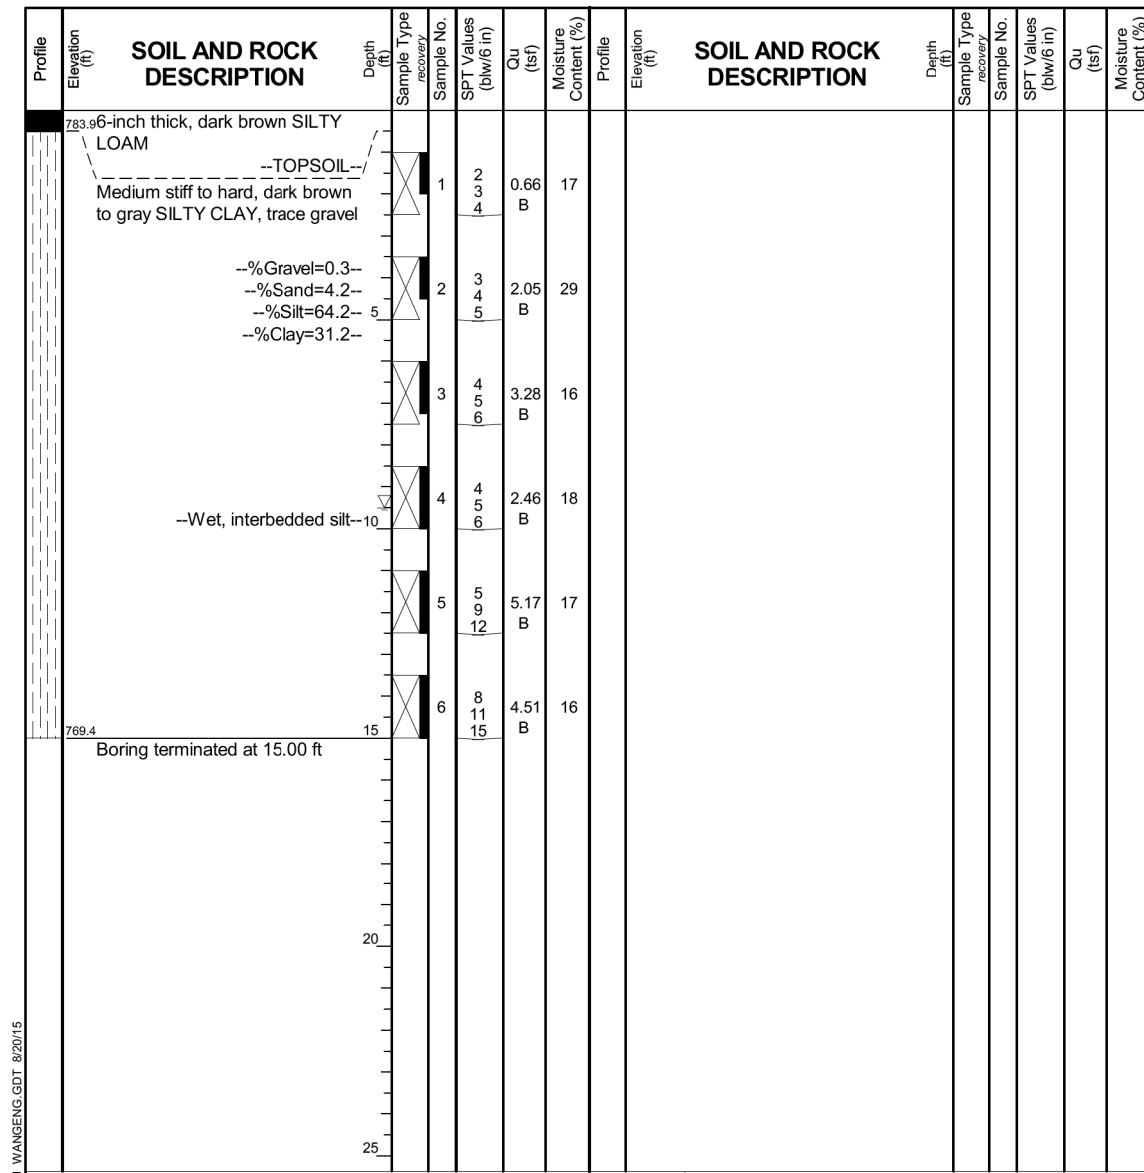 Profile
Elevation
(ft)
SOIL AND ROCK
DESCRIPTION
Depth
(ft)
Sample Type
recovery
Sample No.
SPT Values
(blw/6 in)
Qu
(tsf)
Moisture
Content (%)
Profile
Elevation
(ft)
SOIL AND ROCK
DESCRIPTION
Depth
(ft)
Sample Type
recovery
Sample No.
SPT Values
(blw/6 in)
Qu
(tsf)
Moisture
Content (%)
783.9 6-inch thick, dark brown SILTY
LOAM
--TOPSOIL--
Medium stiff to hard, dark brown
to gray SILTY CLAY, trace gravel
1
2
3
4
0.66
B
17
--%Gravel=0.3--
--%Sand=4.2--
--%Silt=64.2-- 5
--%Clay=31.2--
2
3
4
5
2.05
B
29
3
4
5
6
3.28
B
16
--Wet, interbedded silt-- 10
4
4
5
6
2.46
B
18
5
5
9
12
5.17
B
17
6
8
11
15
4.51
B
16
769.4 15
Boring terminated at 15.00 ft
20
25
WANGENG.GDT 8/20/15